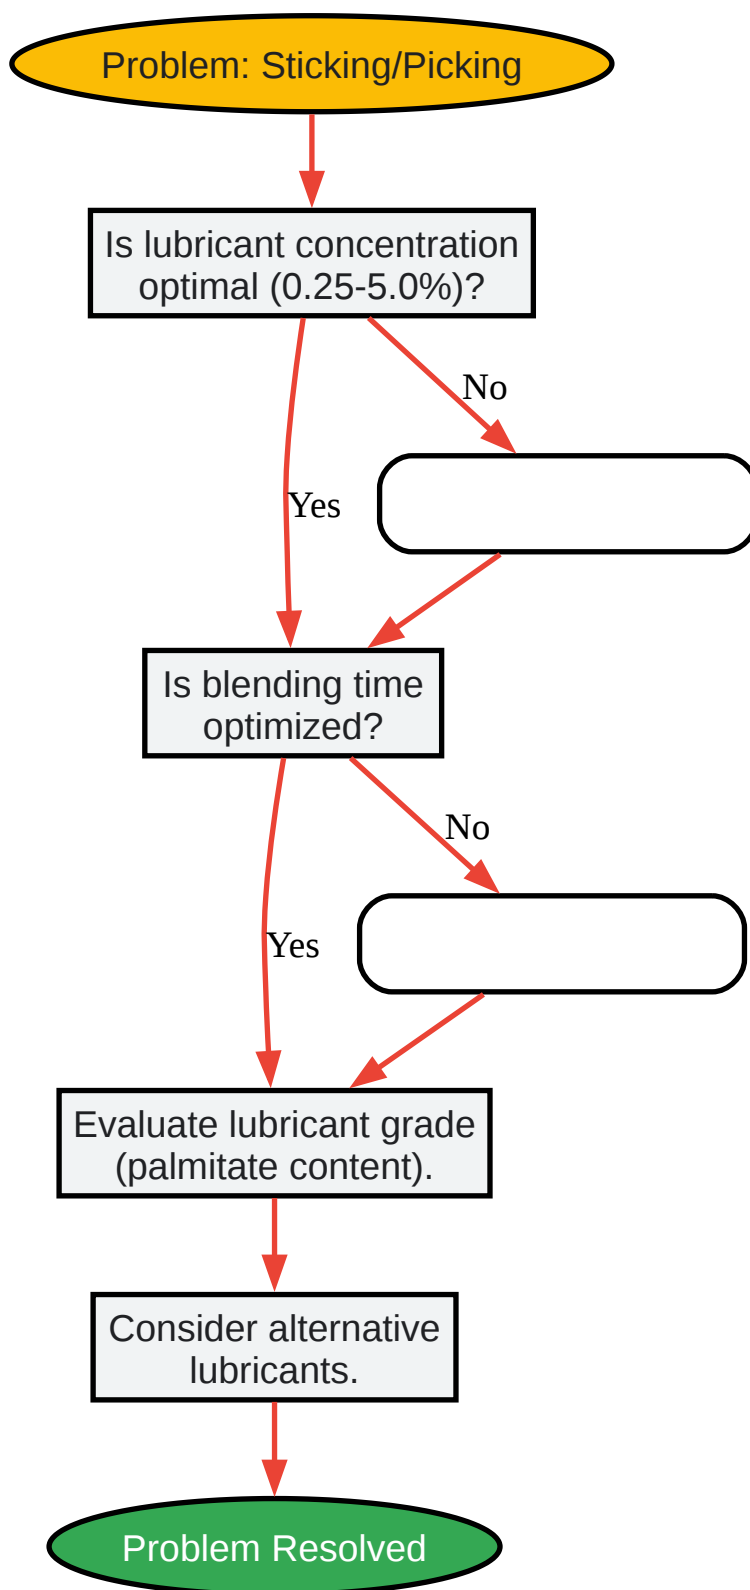 Problem: Sticking/Picking
Is lubricant concentration
optimal (0.25-5.0%)?
No
Yes
Is blending time
optimized?
No
Yes
Evaluate lubricant grade
(palmitate content).
Consider alternative
lubricants.
Problem Resolved